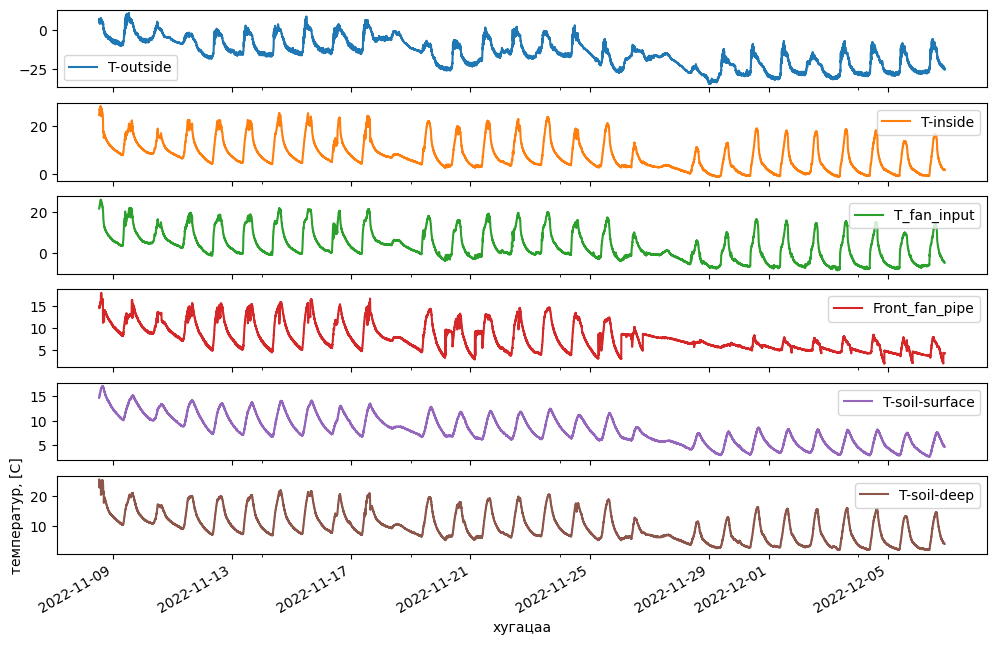 0
−25
T-outside
20
0
T-inside
20
0
T_fan_input
15
10
5
Front_fan_pipe
15
10
5
T-soil-surface
20
10
T-soil-deep
температур, [C]
2022-11-09
2022-11-13
2022-11-17
2022-11-21
2022-11-25
2022-11-29
2022-12-01
2022-12-05
хугацаа